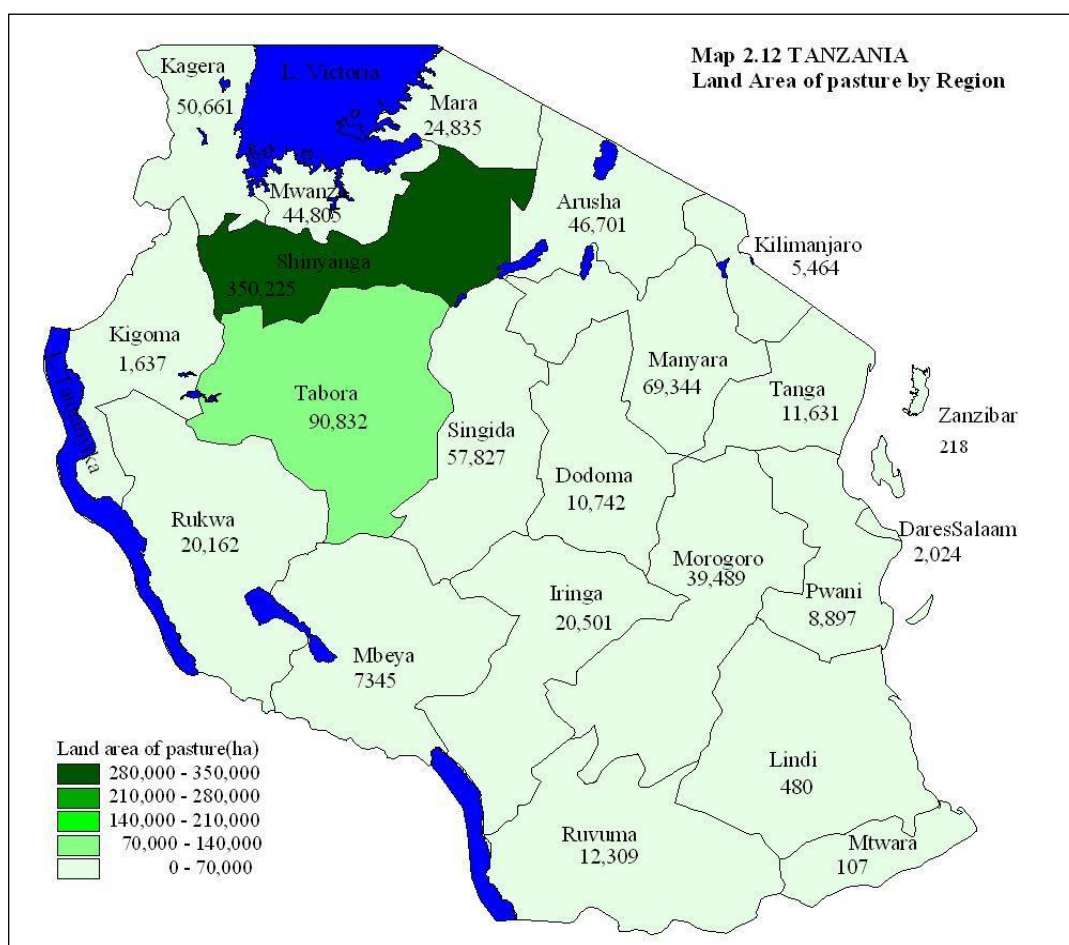 Map 2.12 TANZANIA
Land Area of pasture by Region
Kagera
50,661
L. Victoria
Mara
24,835
Mwanza
44,805
Arusha
46,701
Kilimanjaro
5,464
Shinyanga
350,225
Kigoma
1,637
Manyara
69,344
Tanga
11,631
Tabora
90,832
Singida
57,827
Zanzibar
218
Dodoma
10,742
Rukwa
20,162
DaresSalaam
2,024
Morogoro
39,489
Iringa
20,501
Pwani
8,897
Mbeya
7345
Lindi
480
Ruvuma
12,309
Mtwara
107
Land area of pasture(ha)
280,000 - 350,000
210,000 - 280,000
140,000 - 210,000
70,000 - 140,000
0 - 70,000